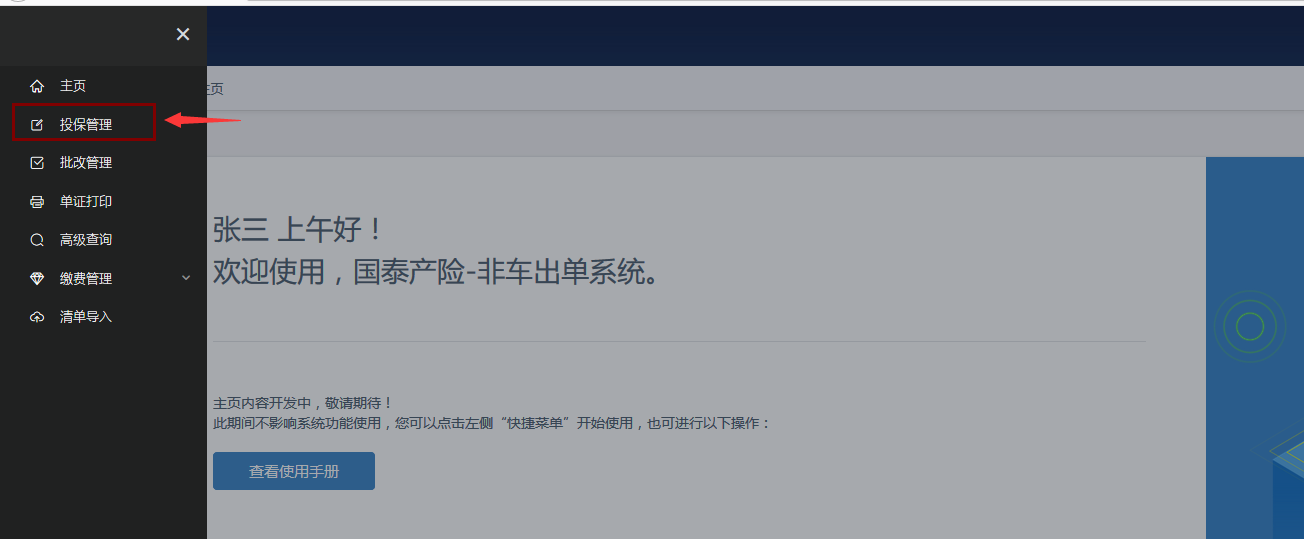 主页
投保管理
批改管理
单证打印
高级查询
缴费管理
清单导入
页
张三 上午好！
欢迎使用，国泰产险-非车出单系统。
主页内容开发中，敬请期待！
此期间不影响系统功能使用，您可以点击左侧“快捷菜单”开始使用，也可进行以下操作：
查看使用手册